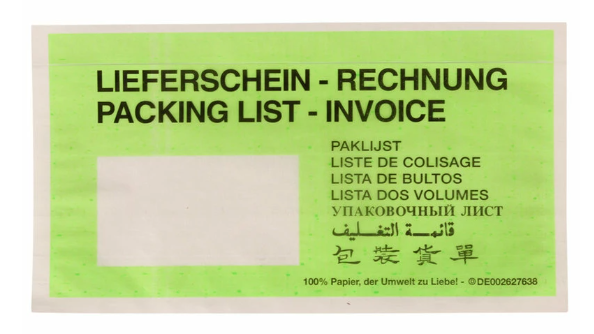 LIEFERSCHEIN - RECHNUNG
PACKING LIST - INVOICE
PAKLIJST
LISTE DE COLISAGE
LISTA DE BULTOS
LISTA DOS VOLUMES
УПАКОВОЧНЫЙ ЛИСТ
قائمة التغليف
包裝貨單
100% Papier, der Umwelt zu Liebe! - © DE002627638